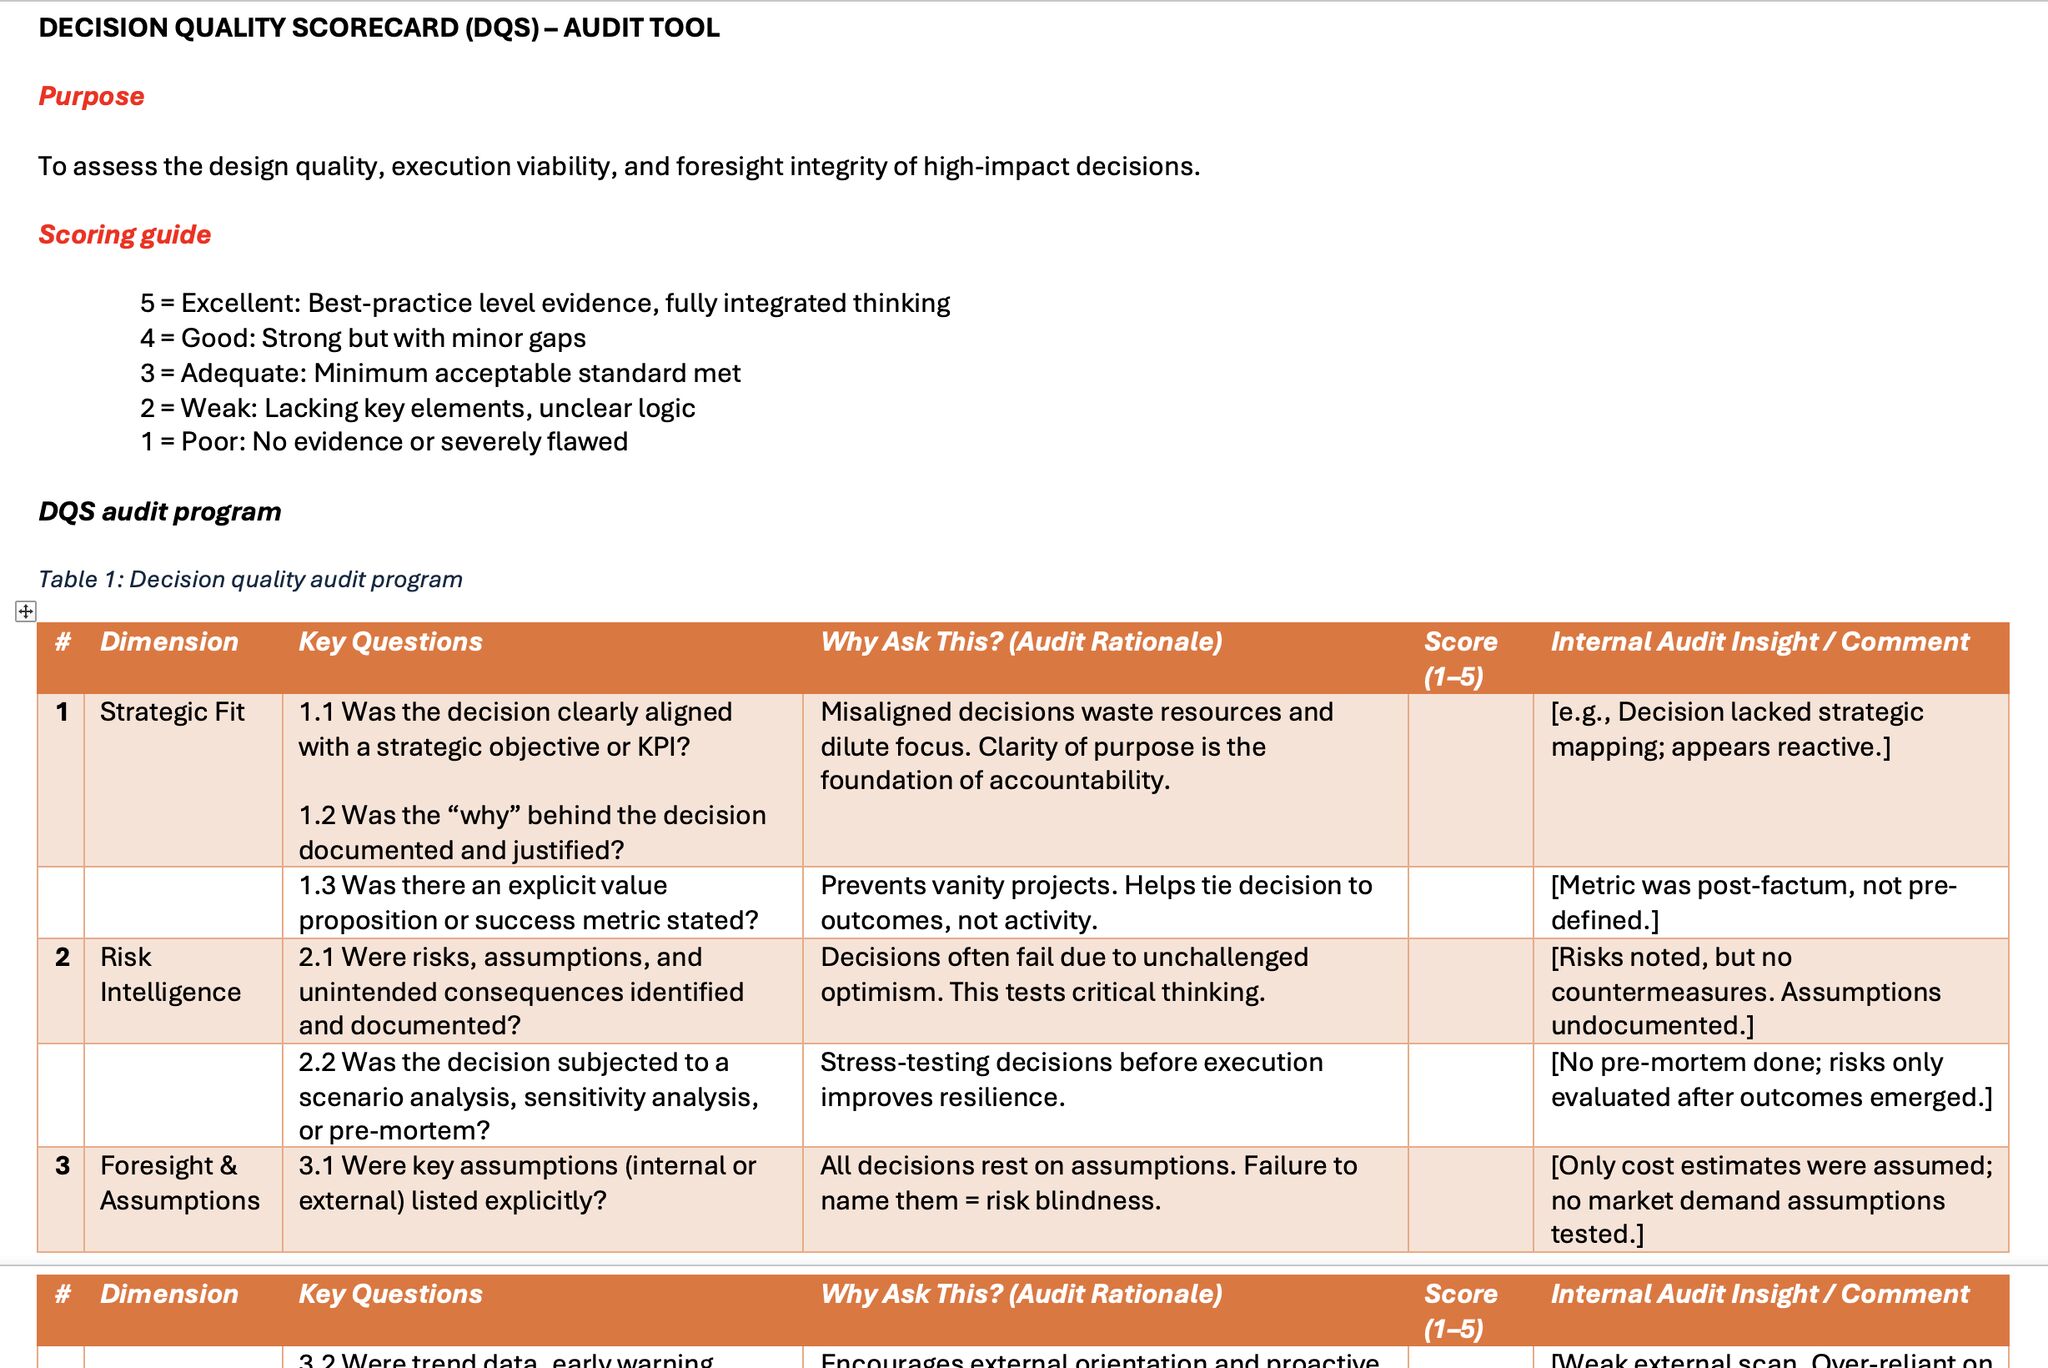 DECISION QUALITY SCORECARD (DQS) – AUDIT TOOL
Purpose
To assess the design quality, execution viability, and foresight integrity of high-impact decisions.
Scoring guide
5 = Excellent: Best-practice level evidence, fully integrated thinking
4 = Good: Strong but with minor gaps
3 = Adequate: Minimum acceptable standard met
2 = Weak: Lacking key elements, unclear logic
1 = Poor: No evidence or severely flawed
DQS audit program
Table 1: Decision quality audit program
# Dimension Key Questions Why Ask This? (Audit Rationale) Score Internal Audit Insight / Comment
(1–5)
1 Strategic Fit 1.1 Was the decision clearly aligned Misaligned decisions waste resources and [e.g., Decision lacked strategic
with a strategic objective or KPI? dilute focus. Clarity of purpose is the mapping; appears reactive.]
foundation of accountability.
1.2 Was the “why” behind the decision
documented and justified?
1.3 Was there an explicit value Prevents vanity projects. Helps tie decision to [Metric was post-factum, not pre-
proposition or success metric stated? outcomes, not activity. defined.]
2 Risk 2.1 Were risks, assumptions, and Decisions often fail due to unchallenged [Risks noted, but no
Intelligence unintended consequences identified optimism. This tests critical thinking. countermeasures. Assumptions
and documented? undocumented.]
2.2 Was the decision subjected to a Stress-testing decisions before execution [No pre-mortem done; risks only
scenario analysis, sensitivity analysis, improves resilience. evaluated after outcomes emerged.]
or pre-mortem?
3 Foresight & 3.1 Were key assumptions (internal or All decisions rest on assumptions. Failure to [Only cost estimates were assumed;
Assumptions external) listed explicitly? name them = risk blindness. no market demand assumptions
tested.]
# Dimension Key Questions Why Ask This? (Audit Rationale) Score Internal Audit Insight / Comment
(1–5)
3.2 Were trend data, early warning Encourages external orientation and proactive [Weak external scan. Over-reliant on